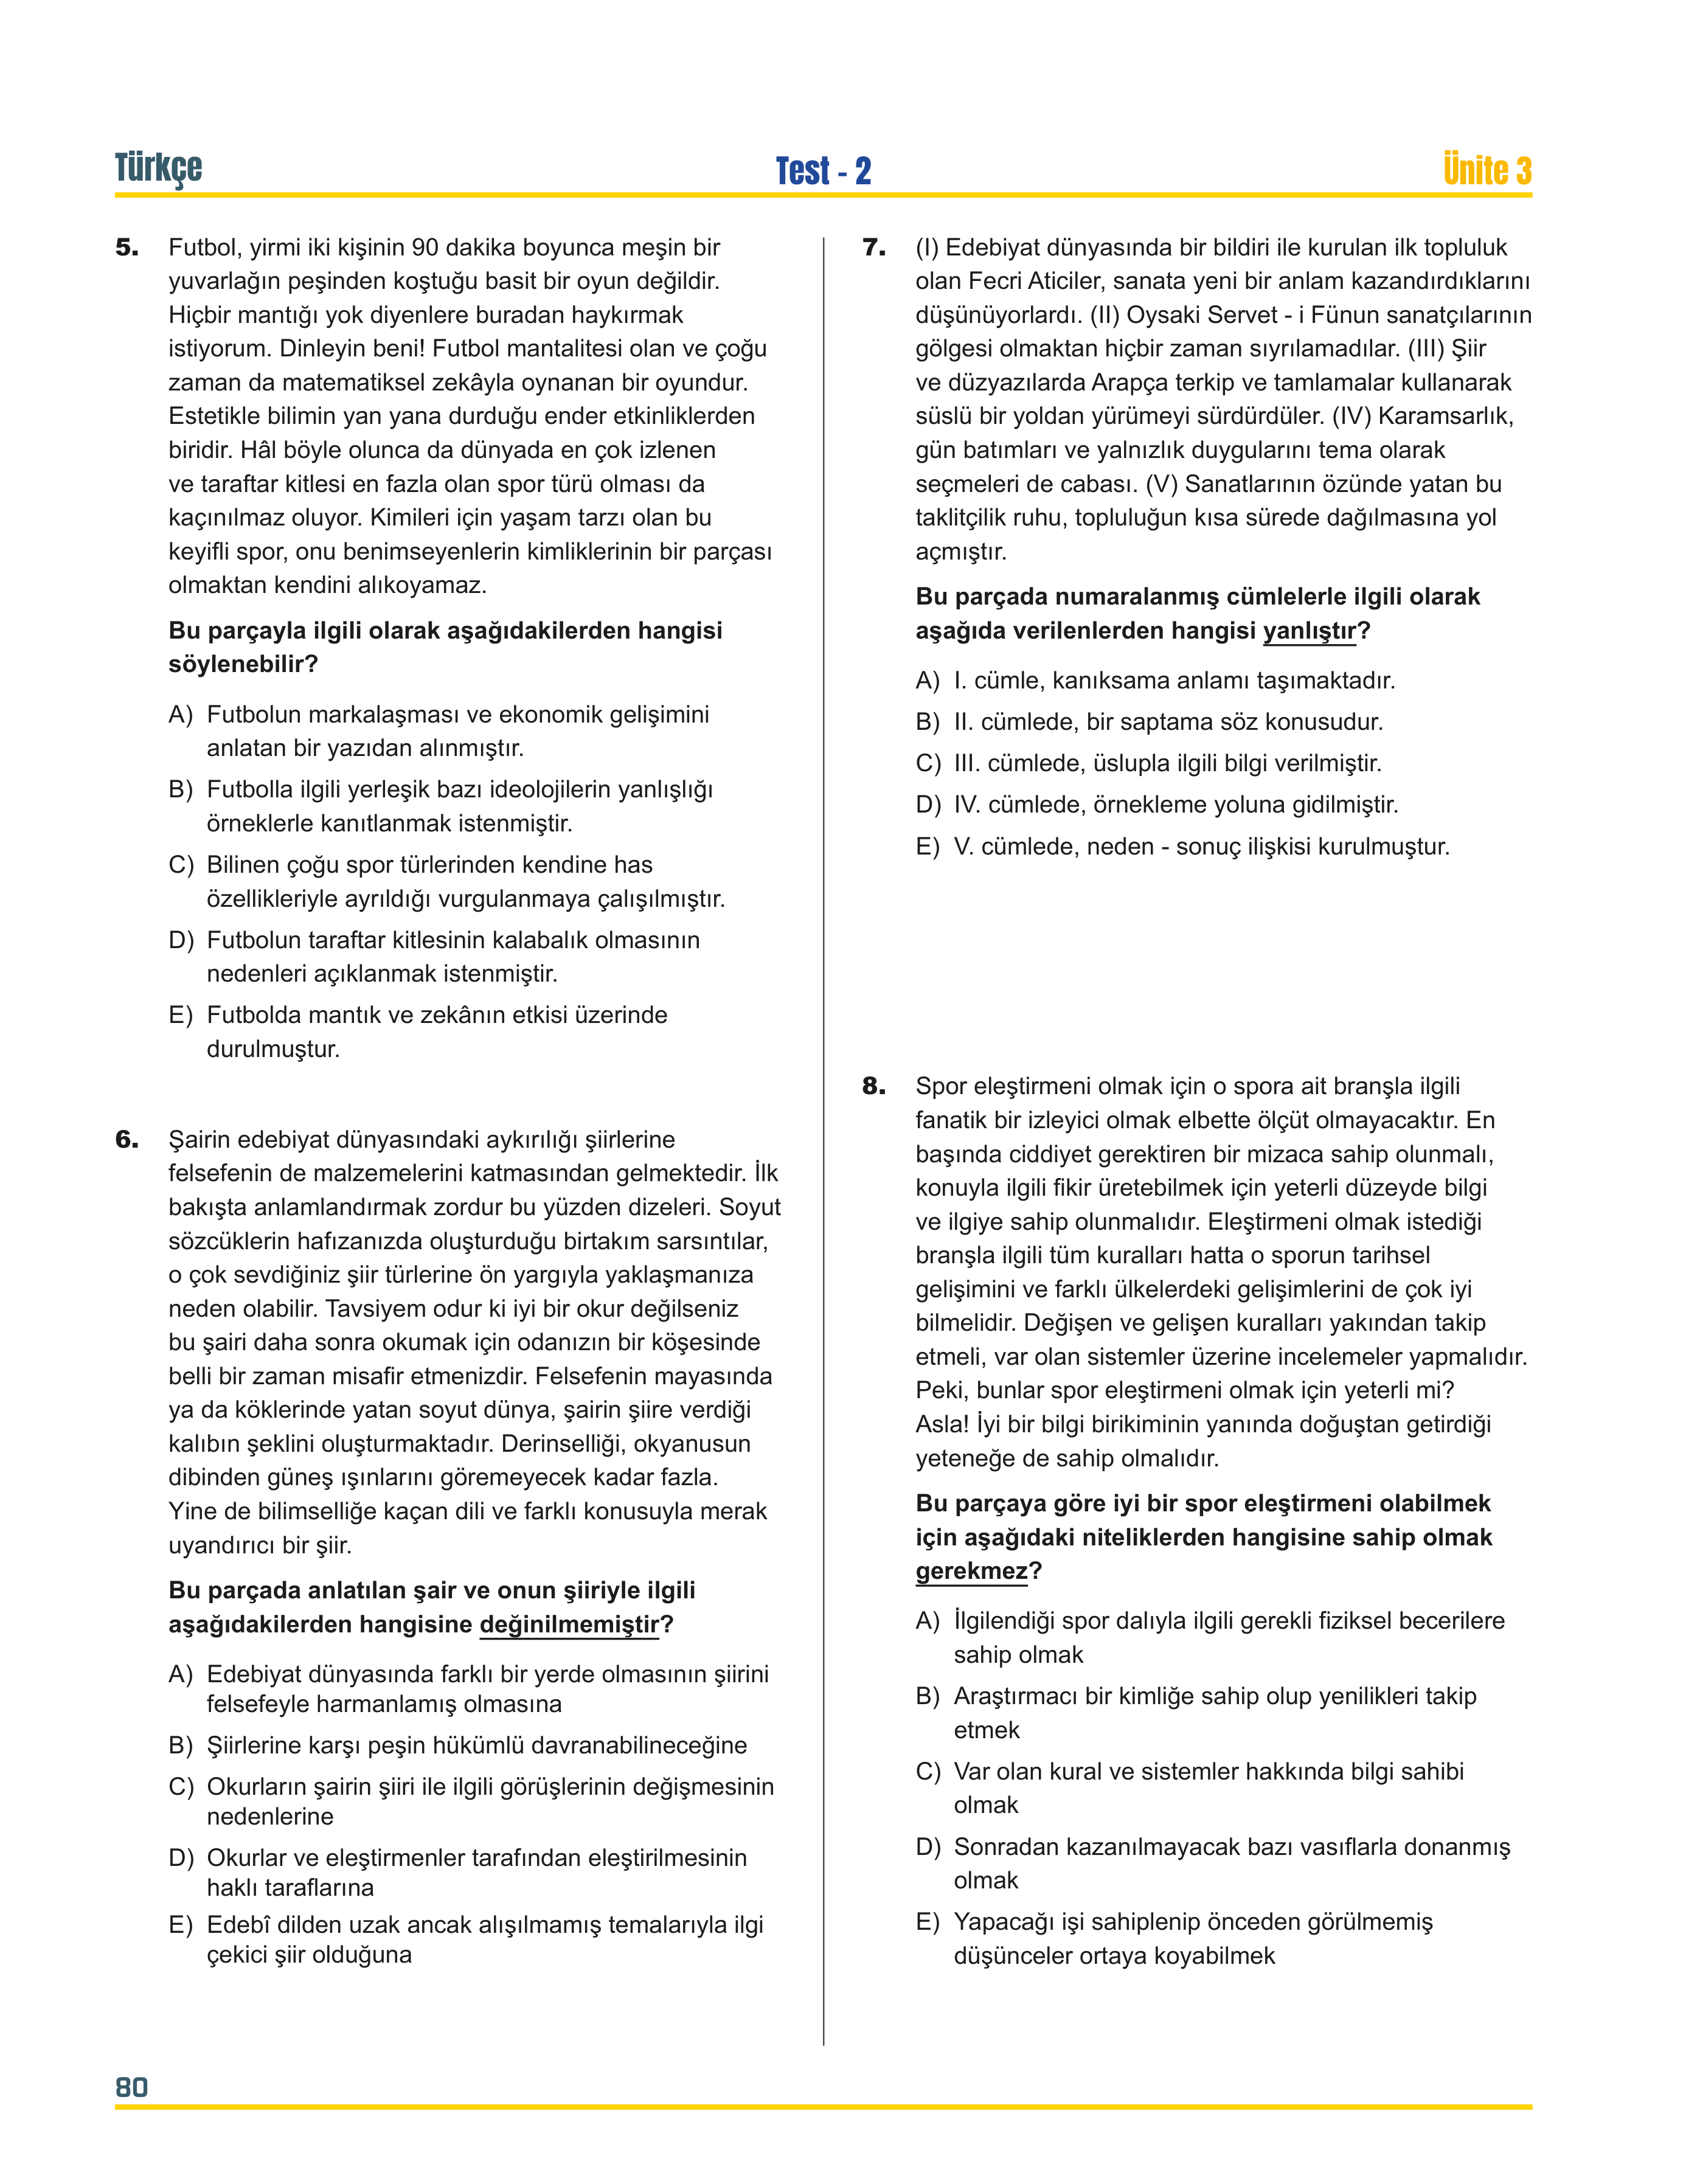 Türkçe
Test - 2
Ünite 3
5. Futbol, yirmi iki kişinin 90 dakika boyunca meşin bir
yuvarlağın peşinden koştuğu basit bir oyun değildir.
Hiçbir mantığı yok diyenlere buradan haykırmak
istiyorum. Dinleyin beni! Futbol mantalitesi olan ve çoğu
zaman da matematiksel zekâyla oynanan bir oyundur.
Estetikle bilimin yan yana durduğu ender etkinliklerden
biridir. Hâl böyle olunca da dünyada en çok izlenen
ve taraftar kitlesi en fazla olan spor türü olması da
kaçınılmaz oluyor. Kimileri için yaşam tarzı olan bu
keyifli spor, onu benimseyenlerin kimliklerinin bir parçası
olmaktan kendini alıkoyamaz.
Bu parçayla ilgili olarak aşağıdakilerden hangisi
söylenebilir?
A) Futbolun markalaşması ve ekonomik gelişimini
anlatan bir yazıdan alınmıştır.
B) Futbolla ilgili yerleşik bazı ideolojilerin yanlışlığı
örneklerle kanıtlanmak istenmiştir.
C) Bilinen çoğu spor türlerinden kendine has
özellikleriyle ayrıldığı vurgulanmaya çalışılmıştır.
D) Futbolun taraftar kitlesinin kalabalık olmasının
nedenleri açıklanmak istenmiştir.
E) Futbolda mantık ve zekânın etkisi üzerinde
durulmuştur.
6. Şairin edebiyat dünyasındaki aykırılığı şiirlerine
felsefenin de malzemelerini katmasından gelmektedir. İlk
bakışta anlamlandırmak zordur bu yüzden dizeleri. Soyut
sözcüklerin hafızanızda oluşturduğu birtakım sarsıntılar,
o çok sevdiğiniz şiir türlerine ön yargıyla yaklaşmanıza
neden olabilir. Tavsiyem odur ki iyi bir okur değilseniz
bu şairi daha sonra okumak için odanızın bir köşesinde
belli bir zaman misafir etmenizdir. Felsefenin mayasında
ya da köklerinde yatan soyut dünya, şairin şiire verdiği
kalıbın şeklini oluşturmaktadır. Derinselliği, okyanusun
dibinden güneş ışınlarını göremeyecek kadar fazla.
Yine de bilimselliğe kaçan dili ve farklı konusuyla merak
uyandırıcı bir şiir.
Bu parçada anlatılan şair ve onun şiiriyle ilgili
aşağıdakilerden hangisine değinilmemiştir?
A) Edebiyat dünyasında farklı bir yerde olmasının şiirini
felsefeyle harmanlamış olmasına
B) Şiirlerine karşı peşin hükümlü davranabilineceğine
C) Okurların şairin şiiri ile ilgili görüşlerinin değişmesinin
nedenlerine
D) Okurlar ve eleştirmenler tarafından eleştirilmesinin
haklı taraflarına
E) Edebî dilden uzak ancak alışılmamış temalarıyla ilgi
çekici şiir olduğuna
7. (I) Edebiyat dünyasında bir bildiri ile kurulan ilk topluluk
olan Fecri Aticiler, sanata yeni bir anlam kazandırdıklarını
düşünüyorlardı. (II) Oysaki Servet - i Fünun sanatçılarının
gölgesi olmaktan hiçbir zaman sıyrılamadılar. (III) Şiir
ve düzyazılarda Arapça terkip ve tamlamalar kullanarak
süslü bir yoldan yürümeyi sürdürdüler. (IV) Karamsarlık,
gün batımları ve yalnızlık duygularını tema olarak
seçmeleri de cabası. (V) Sanatlarının özünde yatan bu
taklitçilik ruhu, topluluğun kısa sürede dağılmasına yol
açmıştır.
Bu parçada numaralanmış cümlelerle ilgili olarak
aşağıda verilenlerden hangisi yanlıştır?
A) I. cümle, kanıksama anlamı taşımaktadır.
B) II. cümlede, bir saptama söz konusudur.
C) III. cümlede, üslupla ilgili bilgi verilmiştir.
D) IV. cümlede, örnekleme yoluna gidilmiştir.
E) V. cümlede, neden - sonuç ilişkisi kurulmuştur.
8. Spor eleştirmeni olmak için o spora ait branşla ilgili
fanatik bir izleyici olmak elbette ölçüt olmayacaktır. En
başında ciddiyet gerektiren bir mizaca sahip olunmalı,
konuyla ilgili fikir üretebilmek için yeterli düzeyde bilgi
ve ilgiye sahip olunmalıdır. Eleştirmeni olmak istediği
branşla ilgili tüm kuralları hatta o sporun tarihsel
gelişimini ve farklı ülkelerdeki gelişimlerini de çok iyi
bilmelidir. Değişen ve gelişen kuralları yakından takip
etmeli, var olan sistemler üzerine incelemeler yapmalıdır.
Peki, bunlar spor eleştirmeni olmak için yeterli mi?
Asla! İyi bir bilgi birikiminin yanında doğuştan getirdiği
yeteneğe de sahip olmalıdır.
Bu parçaya göre iyi bir spor eleştirmeni olabilmek
için aşağıdaki niteliklerden hangisine sahip olmak
gerekmez?
A) İlgilendiği spor dalıyla ilgili gerekli fiziksel becerilere
sahip olmak
B) Araştırmacı bir kimliğe sahip olup yenilikleri takip
etmek
C) Var olan kural ve sistemler hakkında bilgi sahibi
olmak
D) Sonradan kazanılmayacak bazı vasıflarla donanmış
olmak
E) Yapacağı işi sahiplenip önceden görülmemiş
düşünceler ortaya koyabilmek
80